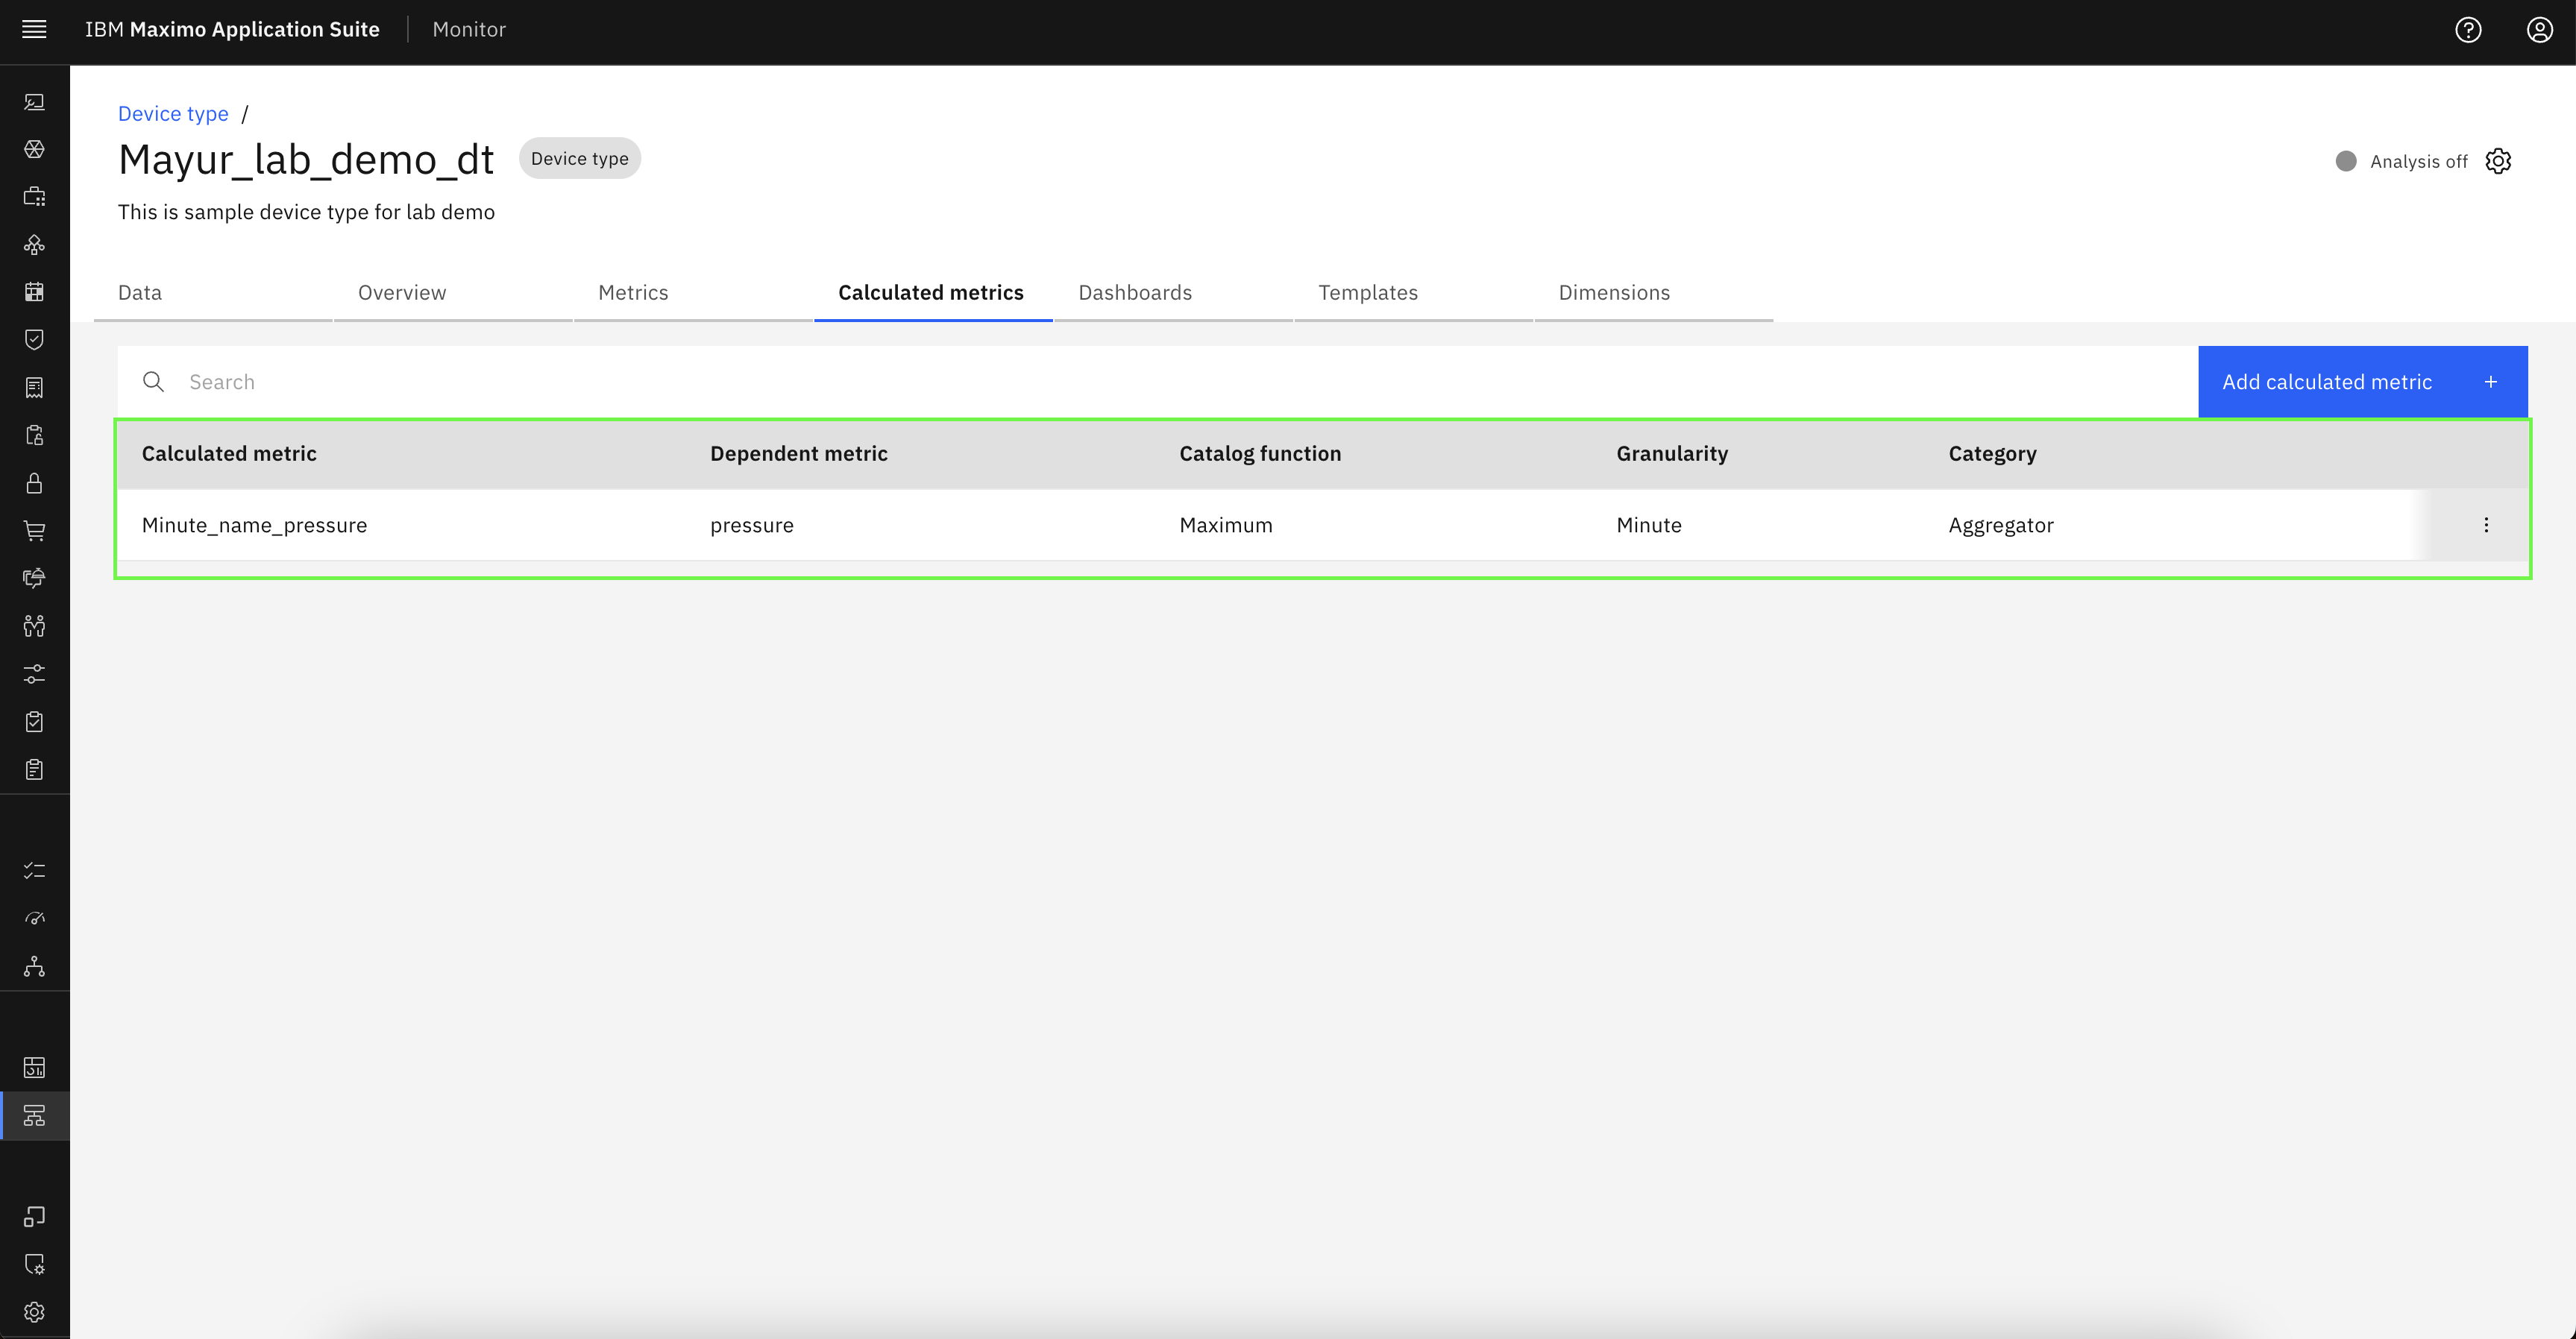 IBM Maximo Application Suite Monitor
Device type /
Mayur_lab_demo_dt Device type
Analysis off
This is sample device type for lab demo
Data Overview Metrics Calculated metrics Dashboards Templates Dimensions
Search Add calculated metric +
Calculated metric Dependent metric Catalog function Granularity Category
Minute_name_pressure pressure Maximum Minute Aggregator